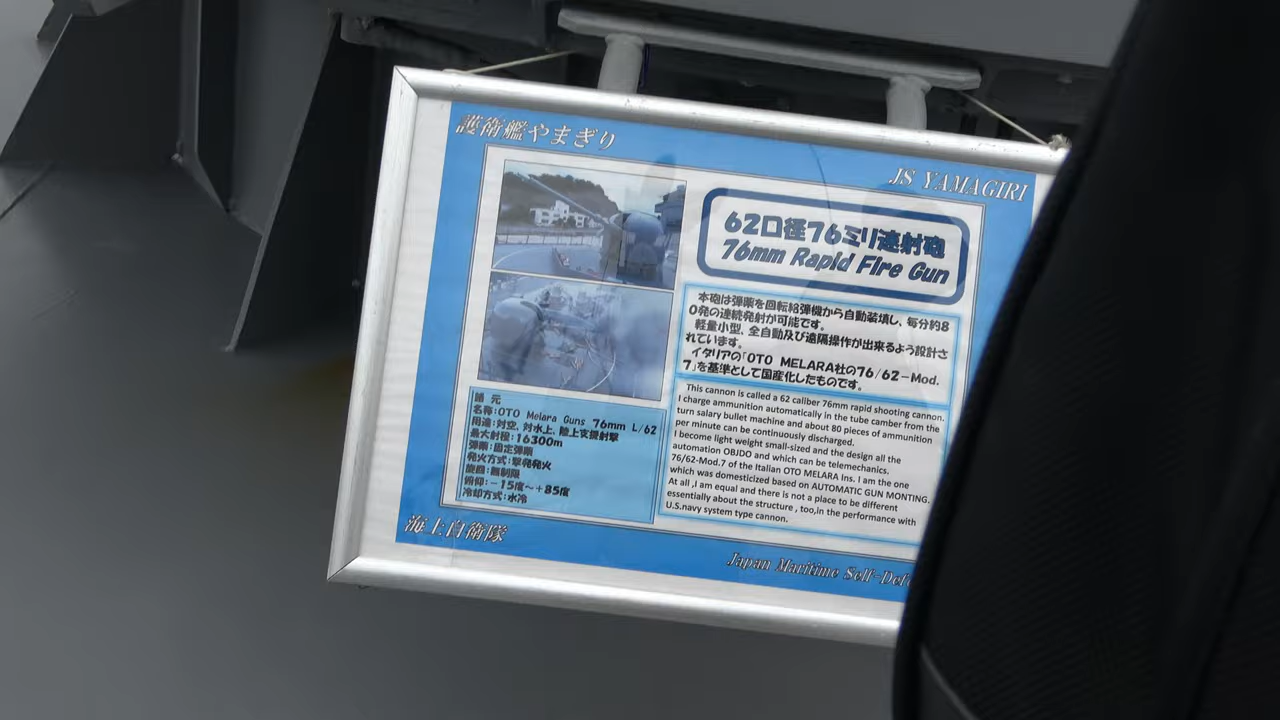 護衛艦やまぎり
JS YAMAGIRI
62口径76ミリ速射砲
76mm Rapid Fire Gun
本砲は弾薬を回転給弾機から自動装填し、毎分約8
0発の連続発射が可能です。
軽量小型、全自動及び遠隔操作が出来るよう設計さ
れています。
イタリアの「OTO MELARA社の76/62-Mod.
7」を基準として国産化したものです。
This cannon is called a 62 caliber 76mm rapid shooting cannon.
I charge ammunition automatically in the tube camber from the
turn salary bullet machine and about 80 pieces of ammunition
per minute can be continuously discharged.
I become light weight small-sized and the design all the
automation OBJDO and which can be telemechanics.
76/62-Mod.7 of the Italian OTO MELARA Ins. I am the one
which was domesticized based on AUTOMATIC GUN MONTING.
At all ,I am equal and there is not a place to be different
essentially about the structure , too,in the performance with
U.S.navy system type cannon.
諸 元
名称:OTO Melara Guns 76mm L/62
用途:対空、対水上、陸上支援射撃
最大射程:16300m
弾薬:固定弾薬
発火方式:撃発発火
旋回:無制限
俯仰:-15度~+85度
冷却方式:水冷
海上自衛隊
Japan Maritime Self-Defe